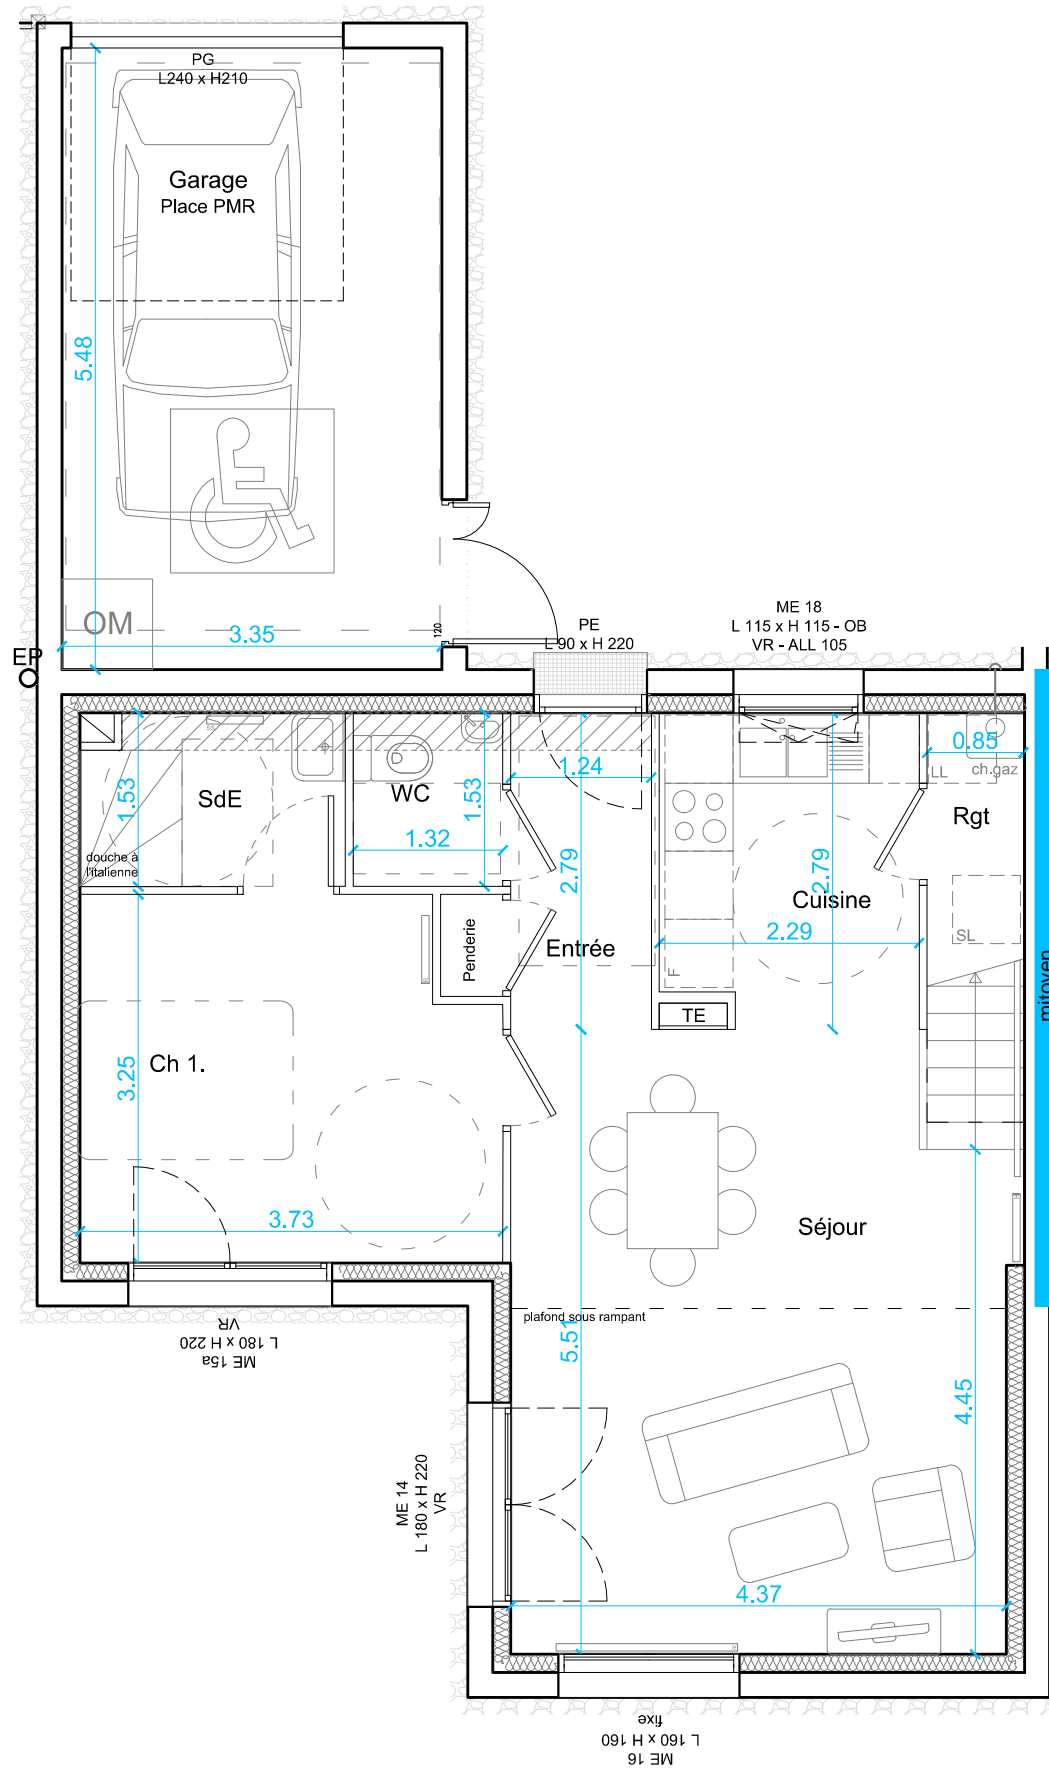 PG
L240 x H210
Garage
Place PMR
5.48
OM
3.35
120
EP
PE
L 90 x H 220
ME 18
L 115 x H 115 - OB
VR - ALL 105
1.53
SdE
douche à
l'italienne
WC
1.53
1.32
1.24
2.79
Entrée
Penderie
Cuisine
2.79
2.29
F
TE
0.85
LL
ch.gaz
Rgt
SL
mitoyen
Ch 1.
3.25
3.73
Séjour
plafond sous rampant
5.51
4.45
4.37
ME 15a
L 180 x H 220
VR
ME 14
L 180 x H 220
VR
ME 16
L 160 x H 160
fixe